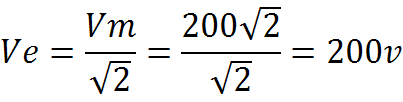 Ve = Vm/√2 = 200√2/√2 = 200v